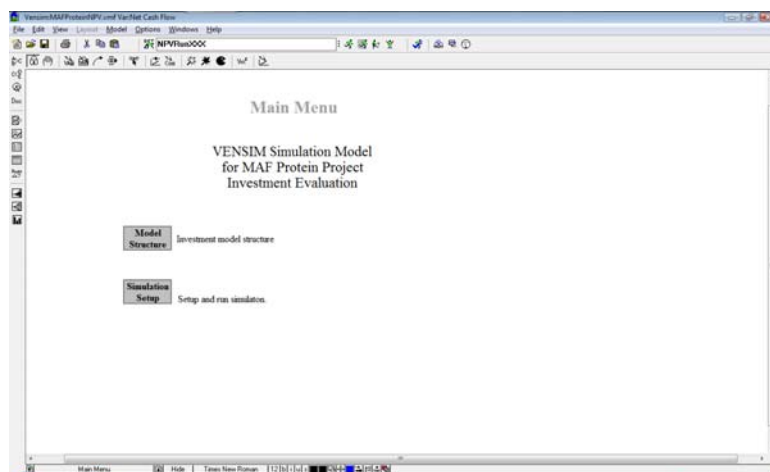 Vensim:MAFProteinNPV.vmf Var:Net Cash Flow
File Edit View Layout Model Options Windows Help
NPVRunXXX
Doc
Main Menu
VENSIM Simulation Model
for MAF Protein Project
Investment Evaluation
Model
Structure
Investment model structure
Simulation
Setup
Setup and run simulaton.
Main Menu Hide Times New Roman 12 b i u s